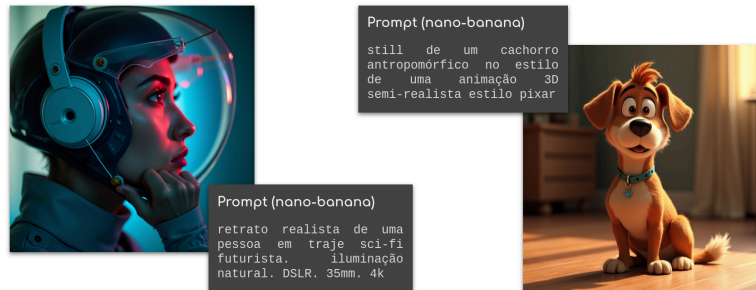 Prompt (nano-banana)
still de um cachorro
antropomórfico no estilo
de uma animação 3D
semi-realista estilo pixar
Prompt (nano-banana)
retrato realista de uma
pessoa em traje sci-fi
futurista. iluminação
natural. DSLR. 35mm. 4k